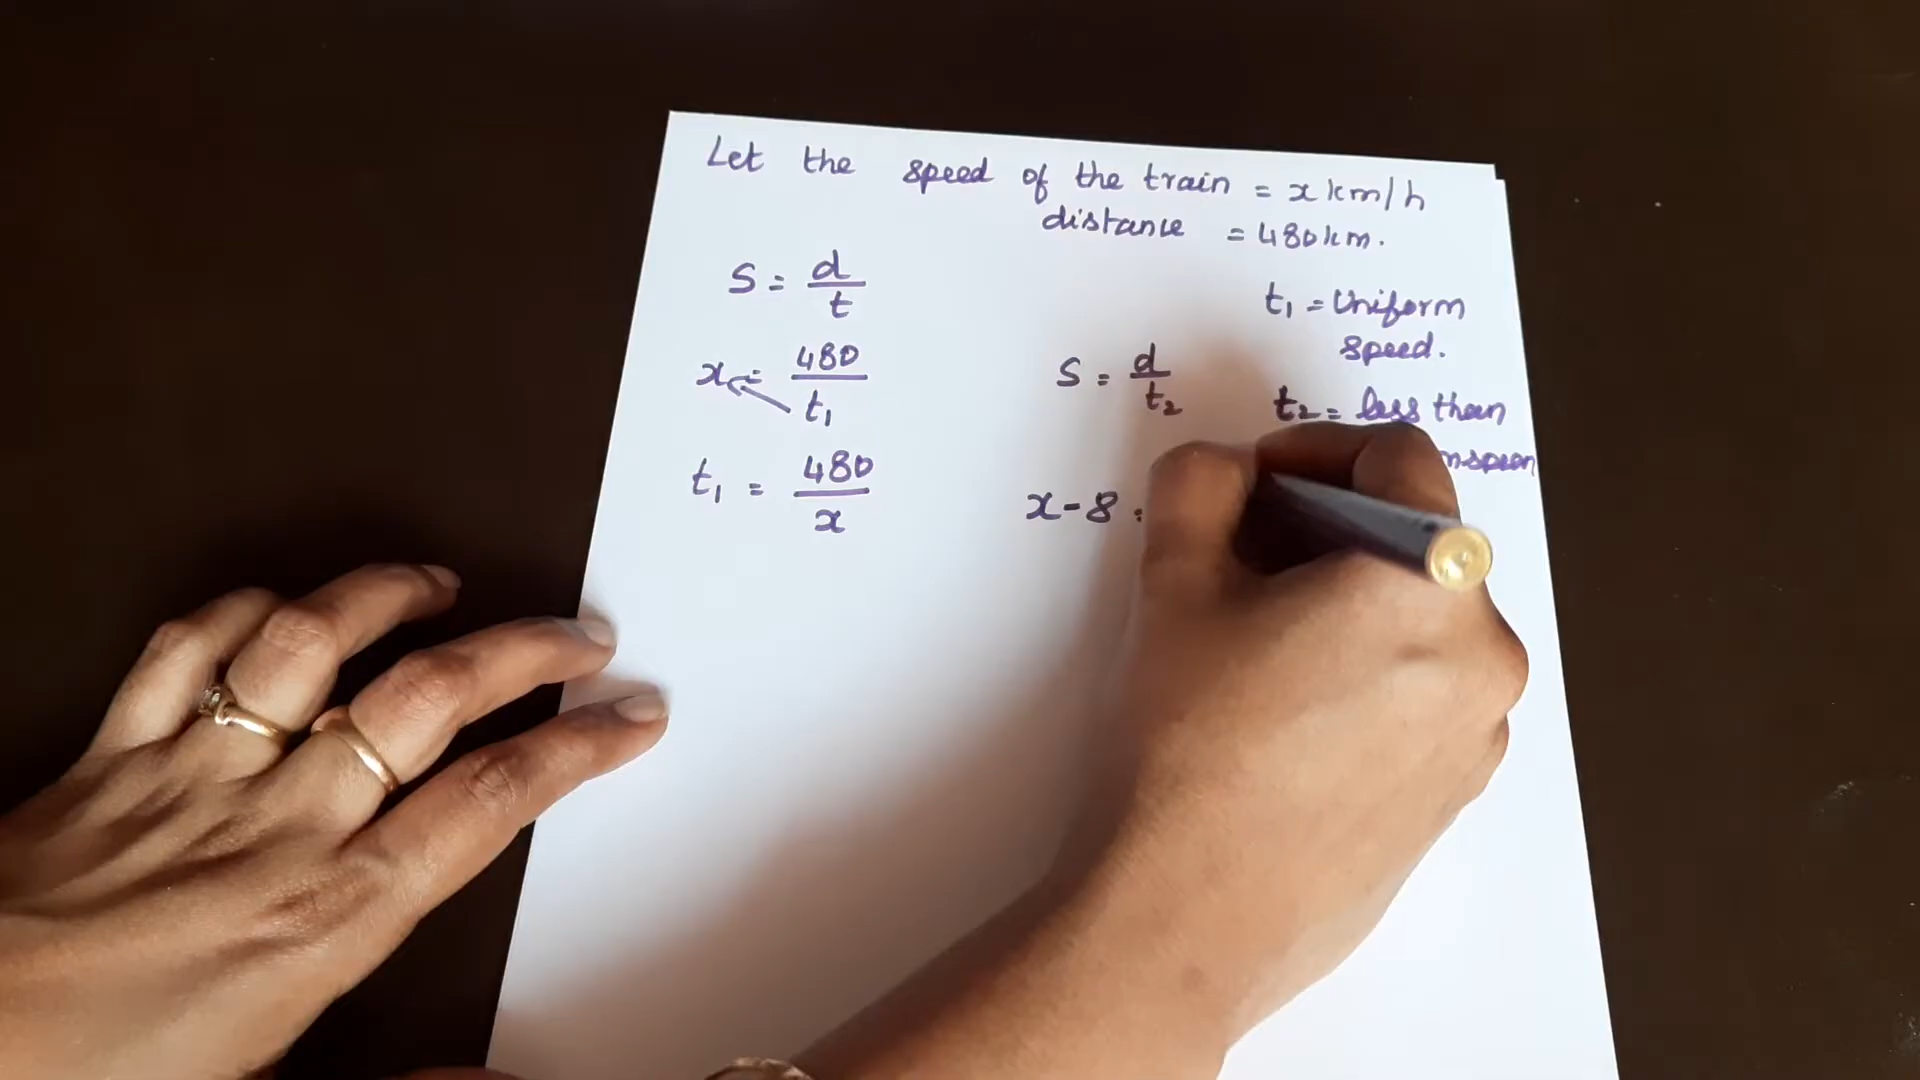 Let the speed of the train = x km/h
distance = 480 km.
S = d/t
t₁ = Uniform
speed.
x = 480/t₁
S = d/t₂
t₂ = less than
t₁ = 480/x
x - 8 =